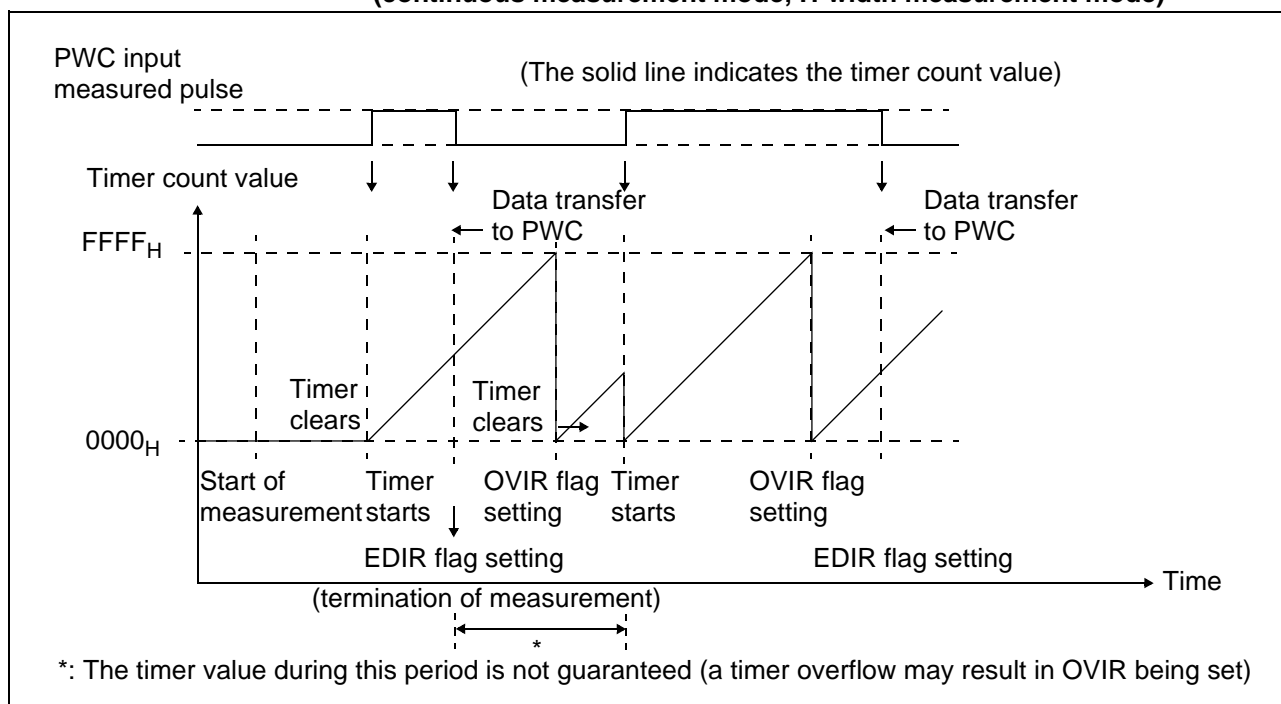 (continuous measurement mode, H width measurement mode)
PWC input
measured pulse
(The solid line indicates the timer count value)
Timer count value
Data transfer
to PWC
Data transfer
to PWC
FFFFH
Timer
clears
Timer
clears
0000H
Start of
measurement
Timer
starts
OVIR flag
setting
Timer
starts
OVIR flag
setting
EDIR flag setting
EDIR flag setting
Time
(termination of measurement)
*
*: The timer value during this period is not guaranteed (a timer overflow may result in OVIR being set)